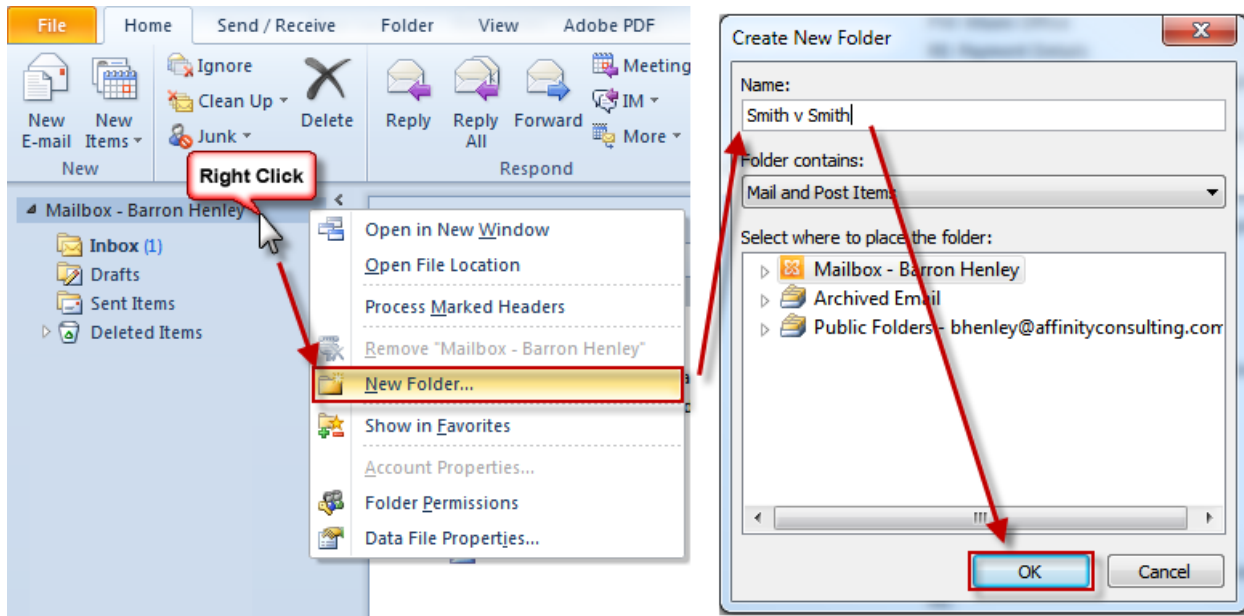 File Home Send / Receive Folder View Adobe PDF
New E-mail
New Items
Ignore
Clean Up
Junk
Delete
Reply
Reply All
Forward
Meeting
IM
More
New
Respond
Right Click
Mailbox - Barron Henley
Inbox (1)
Drafts
Sent Items
Deleted Items
Open in New Window
Open File Location
Process Marked Headers
Remove "Mailbox - Barron Henley"
New Folder...
Show in Favorites
Account Properties...
Folder Permissions
Data File Properties...
Create New Folder
Name:
Smith v Smith
Folder contains:
Mail and Post Items
Select where to place the folder:
Mailbox - Barron Henley
Archived Email
Public Folders - bhenley@affinityconsulting.com
OK Cancel